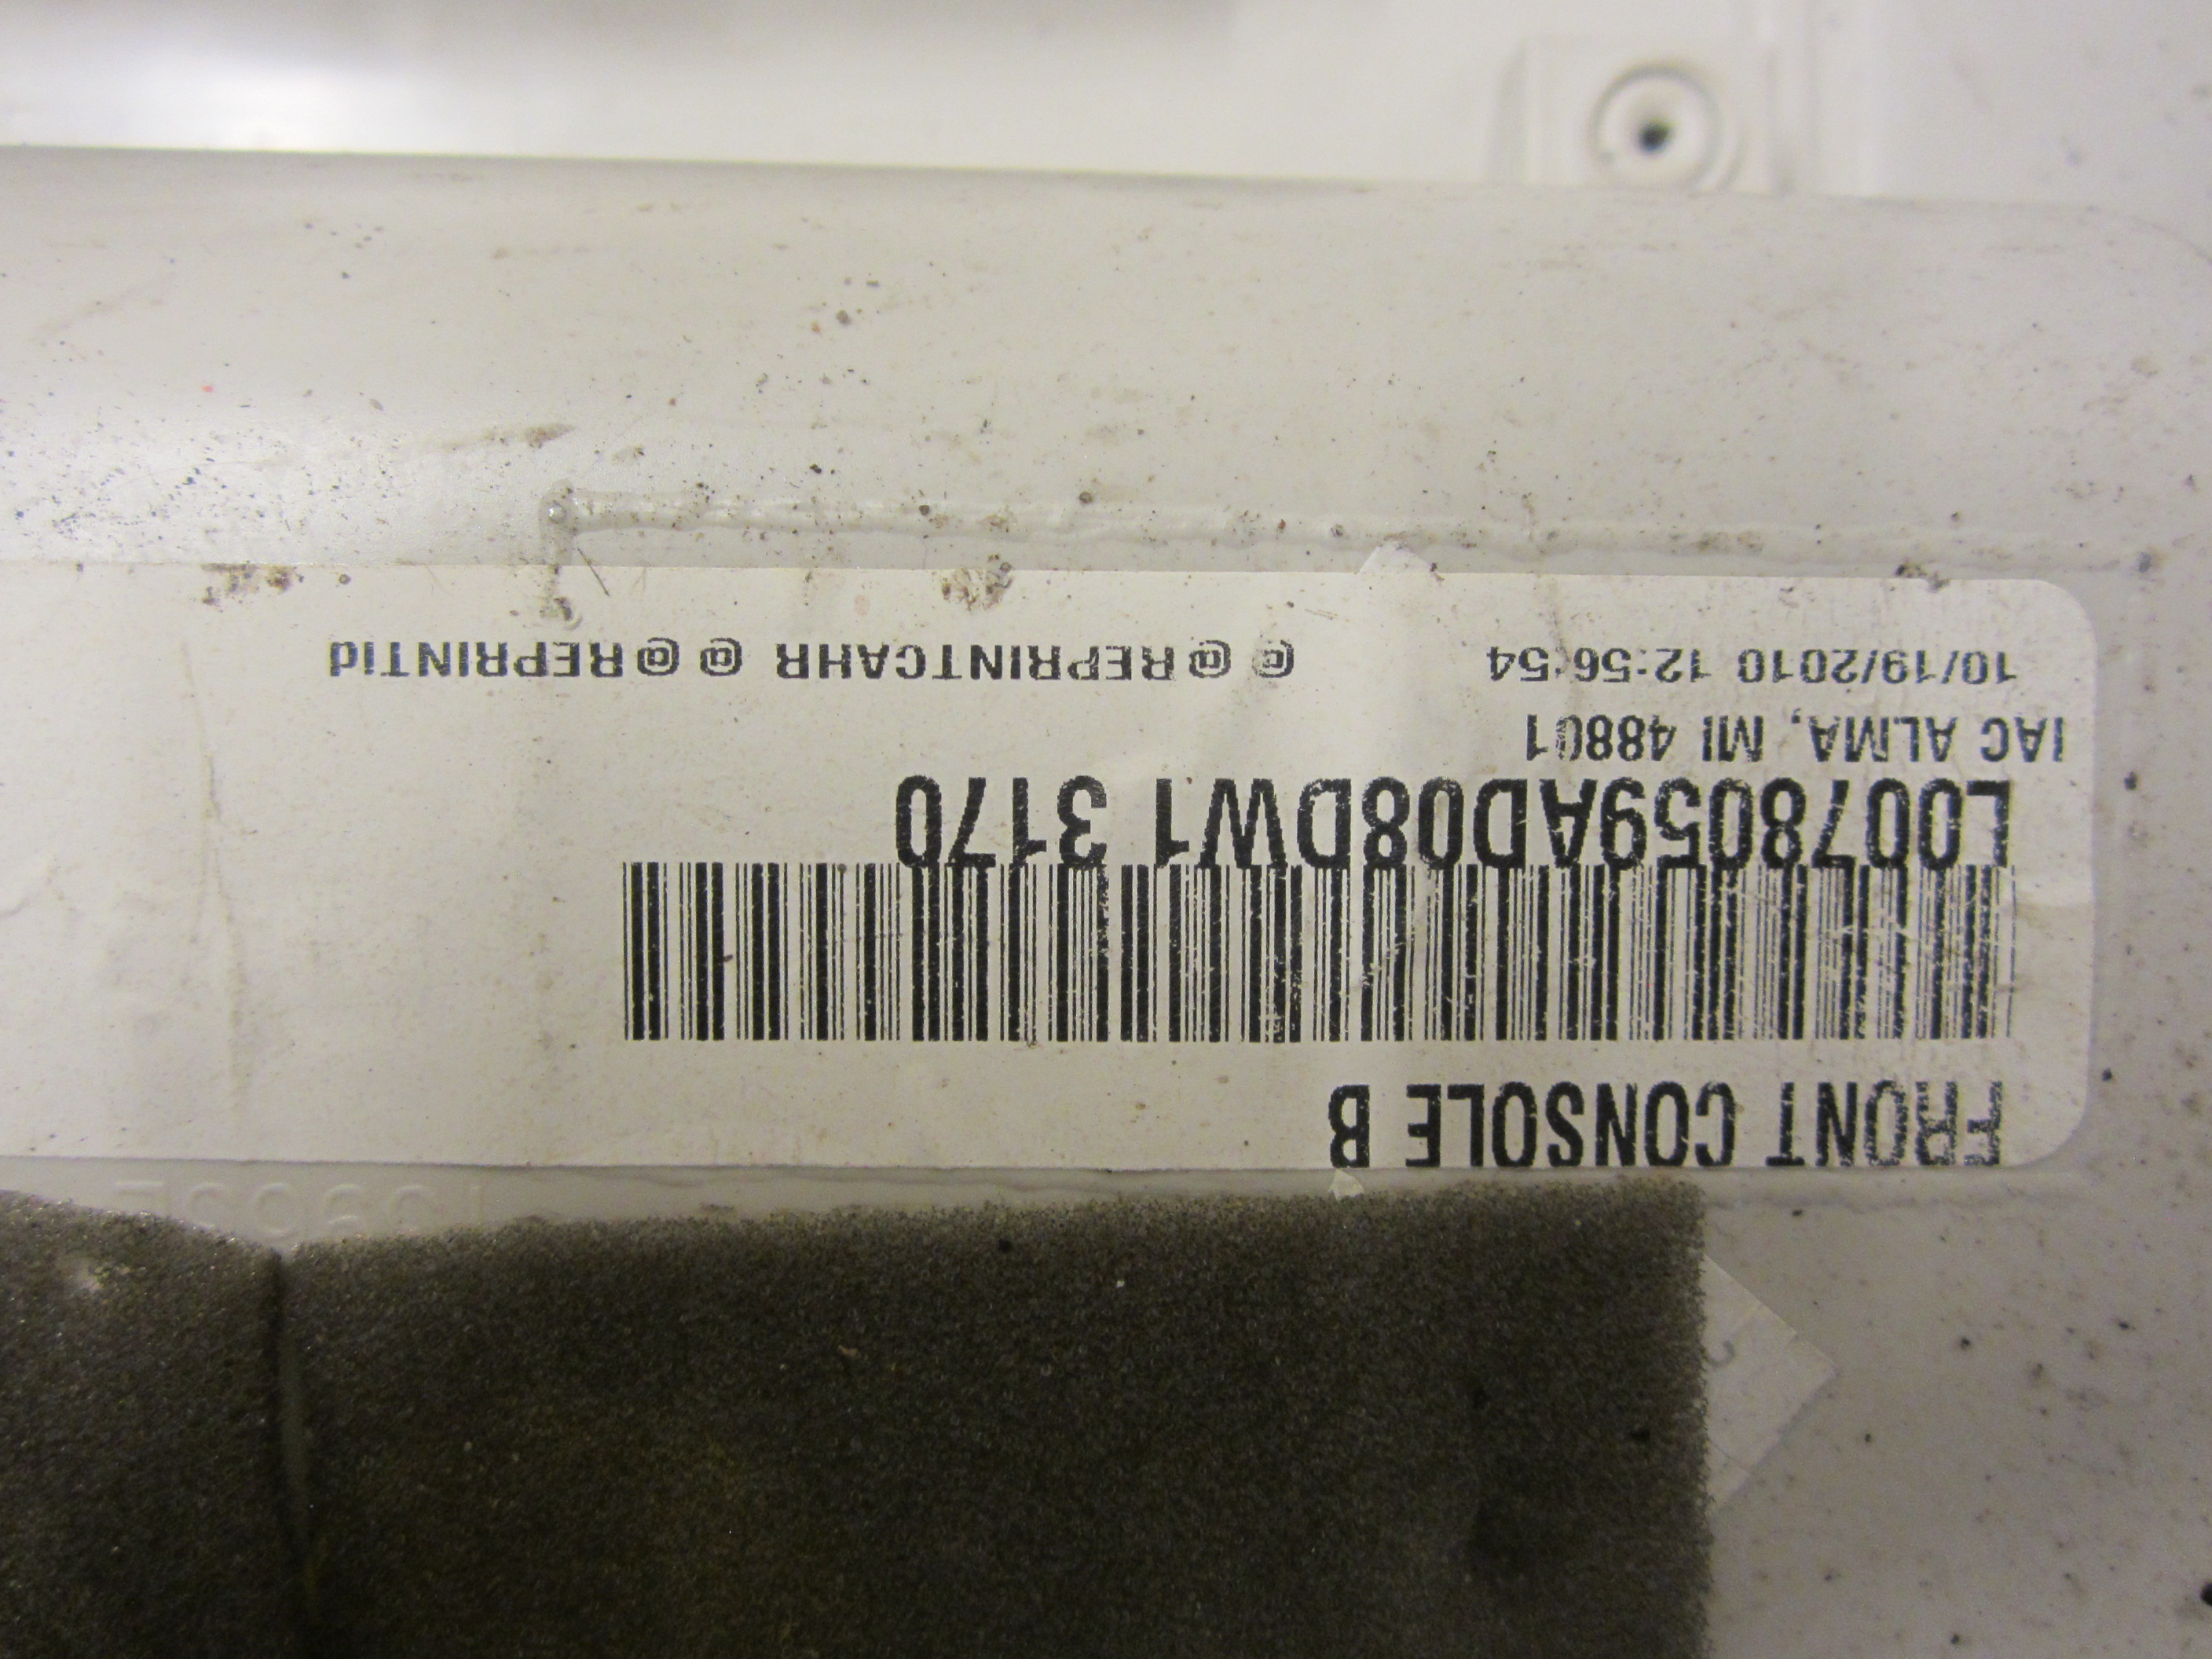 FRONT CONSOLE B
L0078059AD08DW1 3170
IAC ALMA, MI 48801
10/19/2010 12:56:54 @@REPRINTCAHR @@REPRINTid